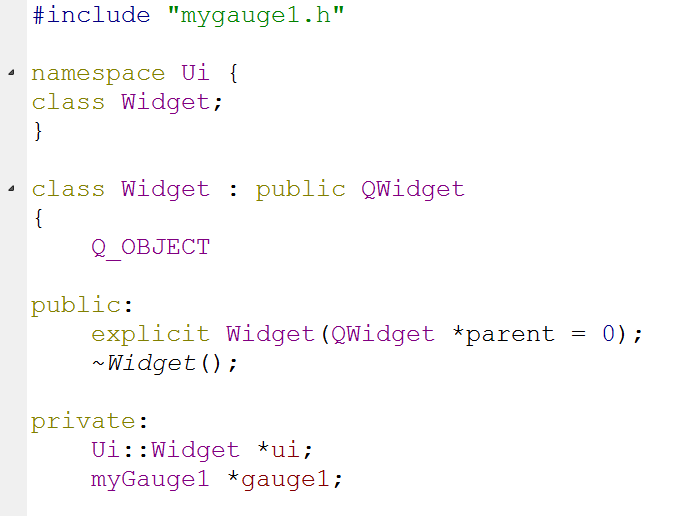 #include "mygauge1.h"
namespace Ui {
class Widget;
}
class Widget : public QWidget
{
Q_OBJECT
public:
explicit Widget(QWidget *parent = 0);
~Widget();
private:
Ui::Widget *ui;
myGauge1 *gauge1;